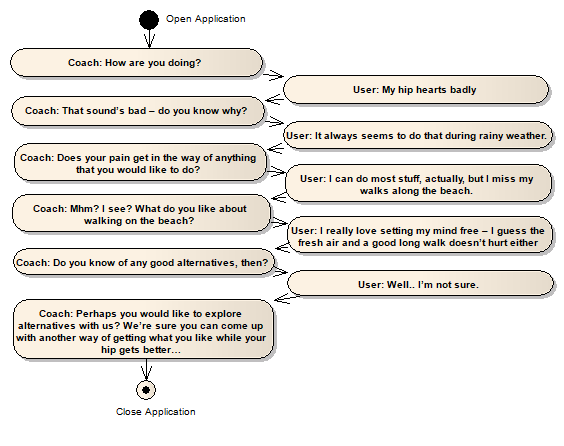 Open Application
Coach: How are you doing?
User: My hip hearts badly
Coach: That sound's bad – do you know why?
User: It always seems to do that during rainy weather.
Coach: Does your pain get in the way of anything
that you would like to do?
User: I can do most stuff, actually, but I miss my
walks along the beach.
Coach: Mhm? I see? What do you like about
walking on the beach?
User: I really love setting my mind free – I guess the
fresh air and a good long walk doesn't hurt either
Coach: Do you know of any good alternatives, then?
User: Well.. I'm not sure.
Coach: Perhaps you would like to explore
alternatives with us? We're sure you can come up
with another way of getting what you like while your
hip gets better...
Close Application